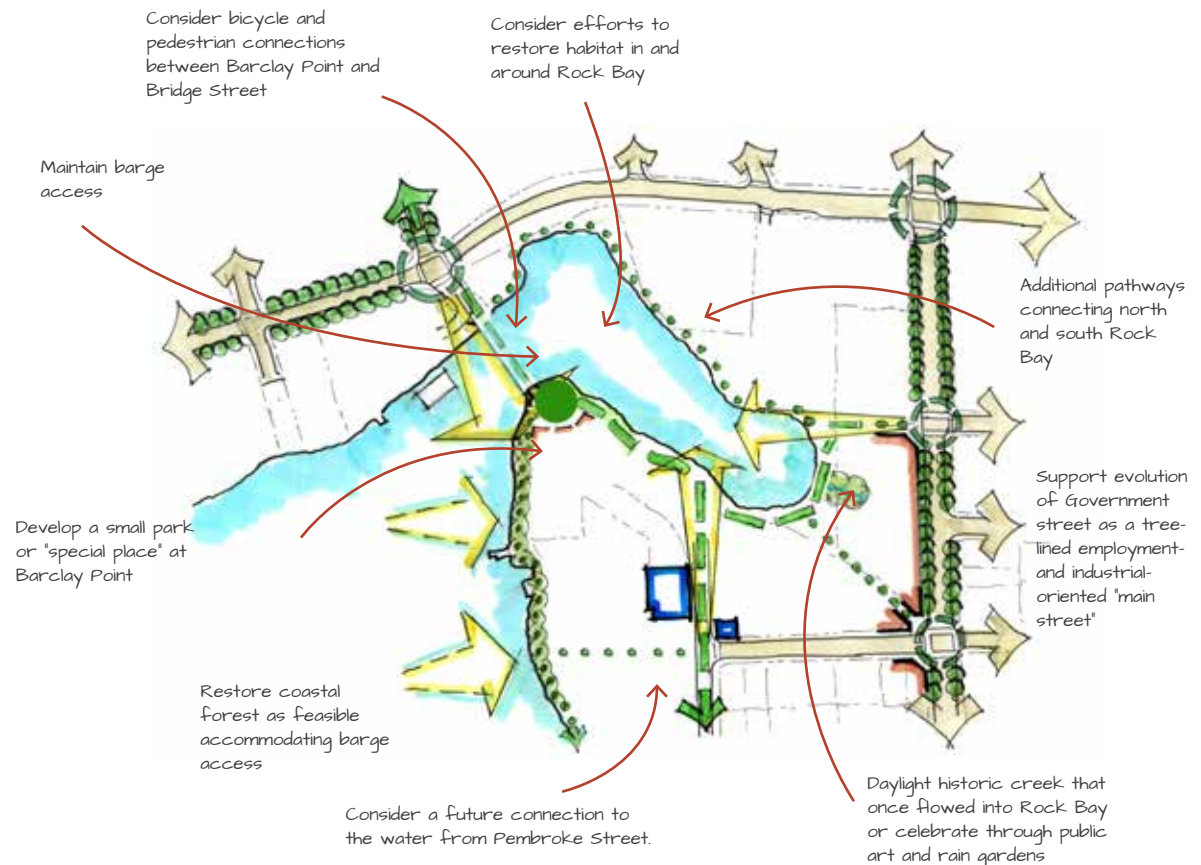 Consider bicycle and
pedestrian connections
between Barclay Point and
Bridge Street
Consider efforts to
restore habitat in and
around Rock Bay
Maintain barge
access
Additional pathways
connecting north
and south Rock
Bay
Support evolution
of Government
street as a tree-
lined employment-
and industrial-
oriented "main
street"
Develop a small park
or "special place" at
Barclay Point
Restore coastal
forest as feasible
accommodating barge
access
Consider a future connection to
the water from Pembroke Street.
Daylight historic creek that
once flowed into Rock Bay
or celebrate through public
art and rain gardens